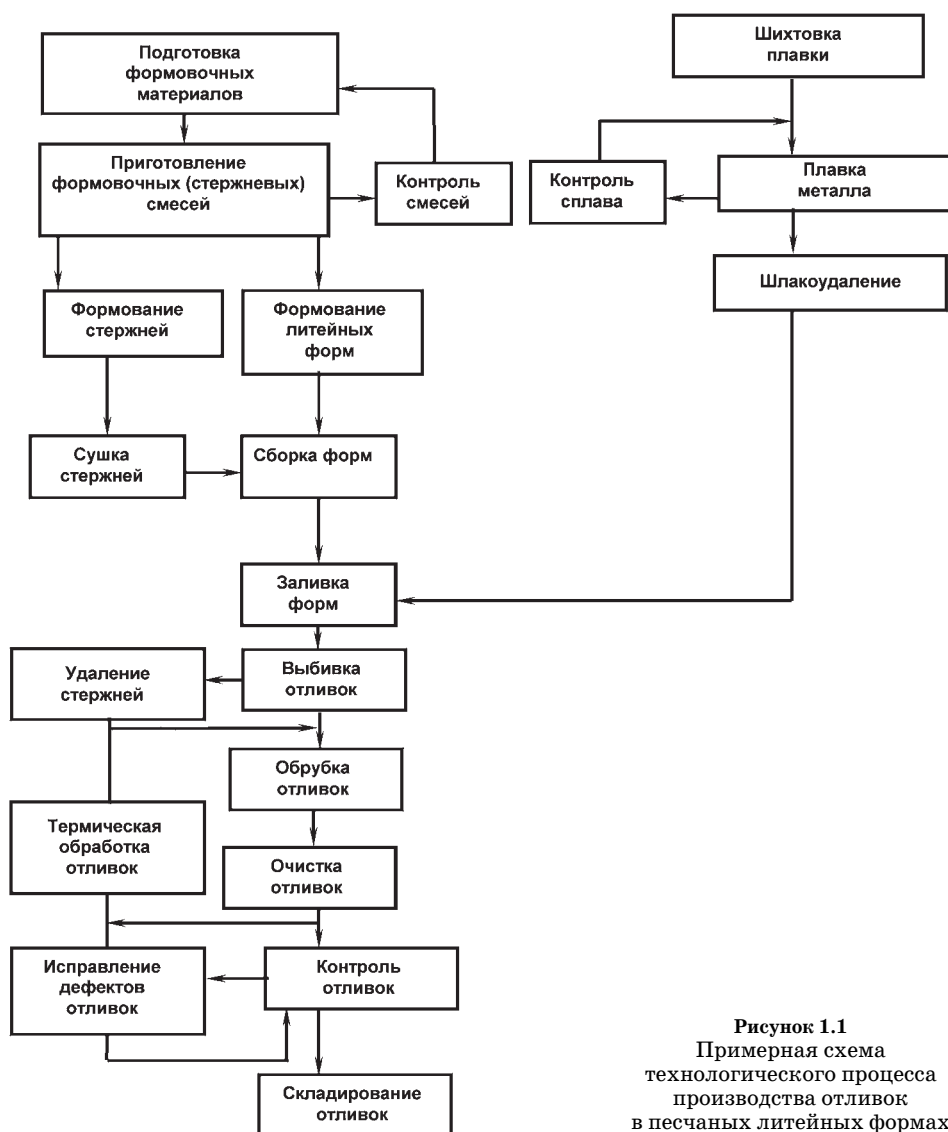 Подготовка
формовочных
материалов
Шихтовка
плавки
Приготовление
формовочных (стержневых)
смесей
Контроль
смесей
Контроль
сплава
Плавка
металла
Формование
стержней
Формование
литейных
форм
Шлакоудаление
Сушка
стержней
Сборка форм
Заливка
форм
Удаление
стержней
Выбивка
отливок
Обрубка
отливок
Термическая
обработка
отливок
Очистка
отливок
Исправление
дефектов
отливок
Контроль
отливок
Складирование
отливок
Рисунок 1.1
Примерная схема
технологического процесса
производства отливок
в песчаных литейных формах